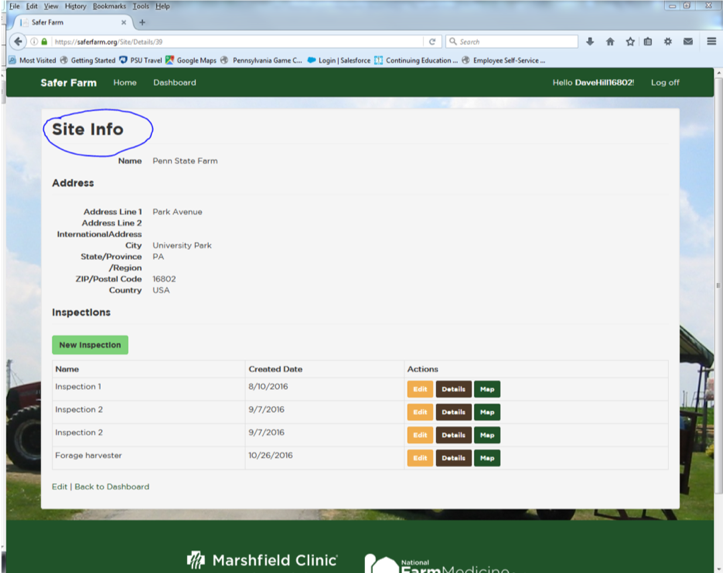 File Edit View History Bookmarks Tools Help
Safer Farm
https://saferfarm.org/Site/Details/39
Search
Most Visited Getting Started PSU Travel Google Maps Pennsylvania Game C... Login | Salesforce Continuing Education ... Employee Self-Service ...
Safer Farm Home Dashboard Hello DaveHill16802! Log off
Site Info
Name Penn State Farm
Address
Address Line 1 Park Avenue
Address Line 2
InternationalAddress
City University Park
State/Province PA
/Region
ZIP/Postal Code 16802
Country USA
Inspections
New Inspection
Name Created Date Actions
Inspection 1 8/10/2016 Edit Details Map
Inspection 2 9/7/2016 Edit Details Map
Inspection 2 9/7/2016 Edit Details Map
Forage harvester 10/26/2016 Edit Details Map
Edit | Back to Dashboard
Marshfield Clinic
National
FarmMedicine